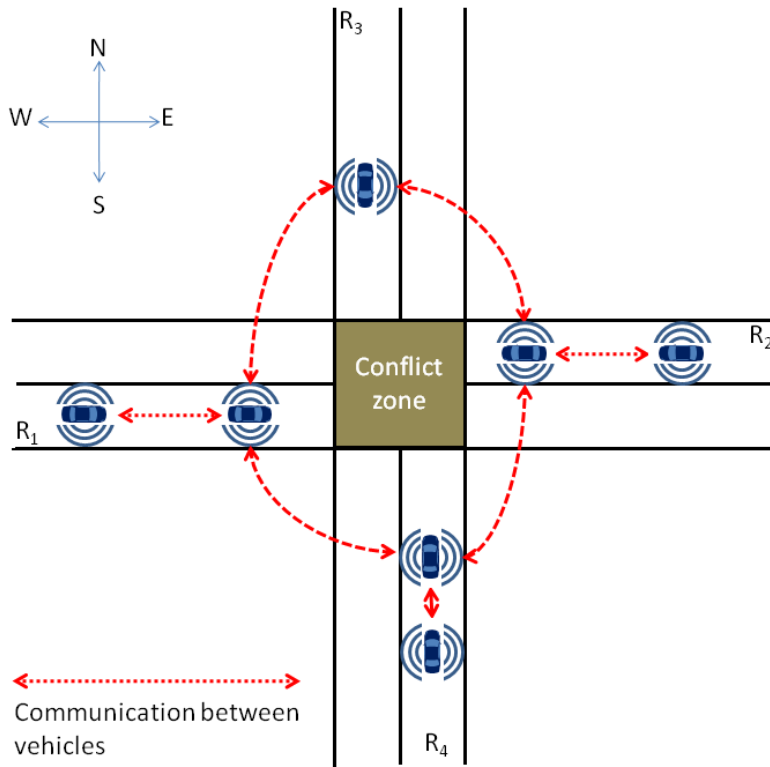 R3
N
W
E
S
R2
Conflict
zone
R1
Communication between
vehicles
R4